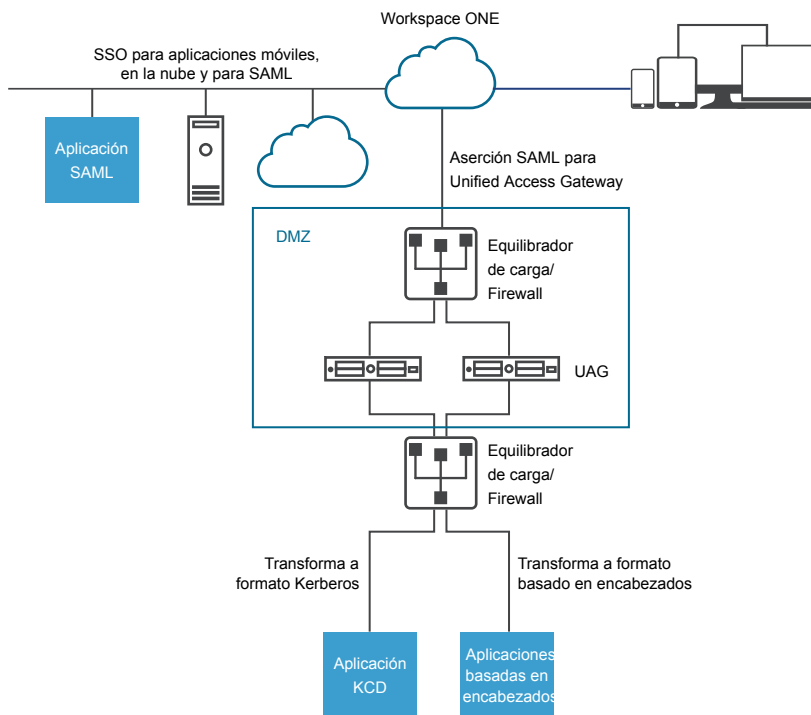 Workspace ONE
SSO para aplicaciones móviles,
en la nube y para SAML
Aplicación
SAML
Aserción SAML para
Unified Access Gateway
DMZ
Equilibrador
de carga/
Firewall
UAG
Equilibrador
de carga/
Firewall
Transforma a
formato Kerberos
Transforma a formato
basado en encabezados
Aplicación
KCD
Aplicaciones
basadas en
encabezados